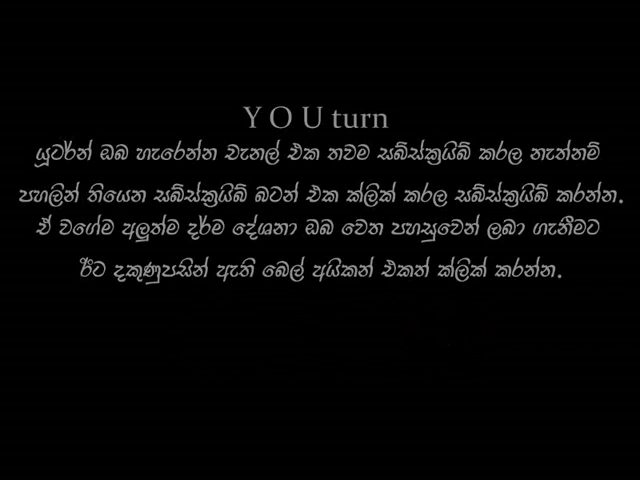 Y O U turn
යූටර්න් ඔබ හැරෙන්න චැනල් එක තවම සබ්ස්ක්‍රයිබ් කරල නැත්නම්
පහලින් තියෙන සබ්ස්ක්‍රයිබ් බටන් එක ක්ලික් කරල සබ්ස්ක්‍රයිබ් කරන්න.
ඒ වගේම අලුත්ම දර්ම දේශනා ඔබ වෙත පහසුවෙන් ලබා ගැනීමට
ඊට දකුණුපසින් ඇති බෙල් අයිකන් එකත් ක්ලික් කරන්න.